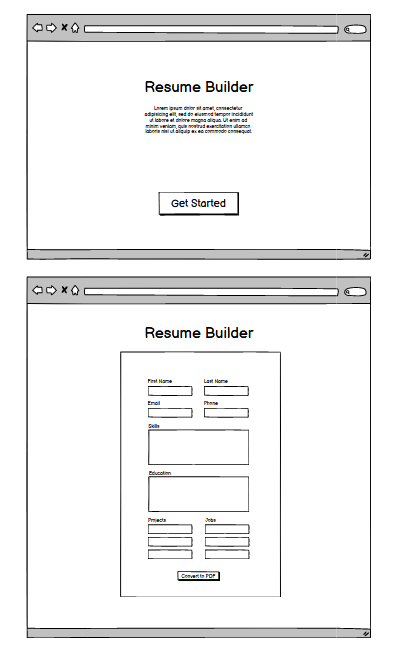 Resume Builder
Lorem ipsum dolor sit amet, consectetur
adipisicing elit, sed do eiusmod tempor incididunt
ut labore et dolore magna aliqua. Ut enim ad
minim veniam, quis nostrud exercitation ullamco
laboris nisi ut aliquip ex ea commodo consequat.
Get Started
Resume Builder
First Name Last Name
Email Phone
Skills
Education
Projects Jobs
Convert to PDF